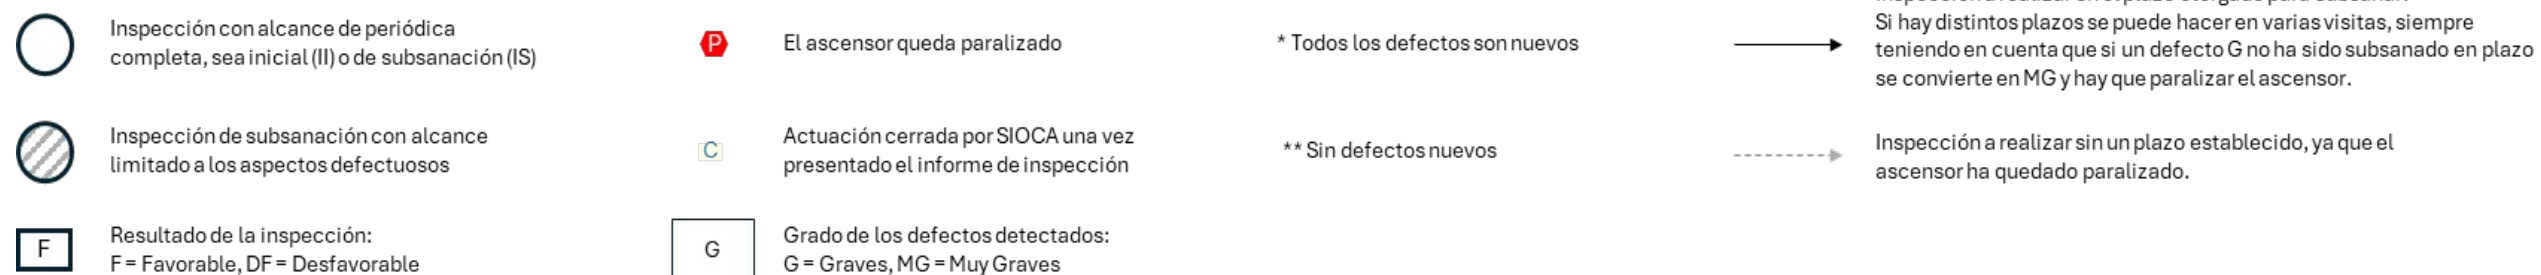 Inspección con alcance de periódica
completa, sea inicial (II) o de subsanación (IS)
P
El ascensor queda paralizado
* Todos los defectos son nuevos
Si hay distintos plazos se puede hacer en varias visitas, siempre
teniendo en cuenta que si un defecto G no ha sido subsanado en plazo
se convierte en MG y hay que paralizar el ascensor.
Inspección de subsanación con alcance
limitado a los aspectos defectuosos
C
Actuación cerrada por SIOCA una vez
presentado el informe de inspección
** Sin defectos nuevos
Inspección a realizar sin un plazo establecido, ya que el
ascensor ha quedado paralizado.
F
Resultado de la inspección:
F = Favorable, DF = Desfavorable
G
Grado de los defectos detectados:
G = Graves, MG = Muy Graves